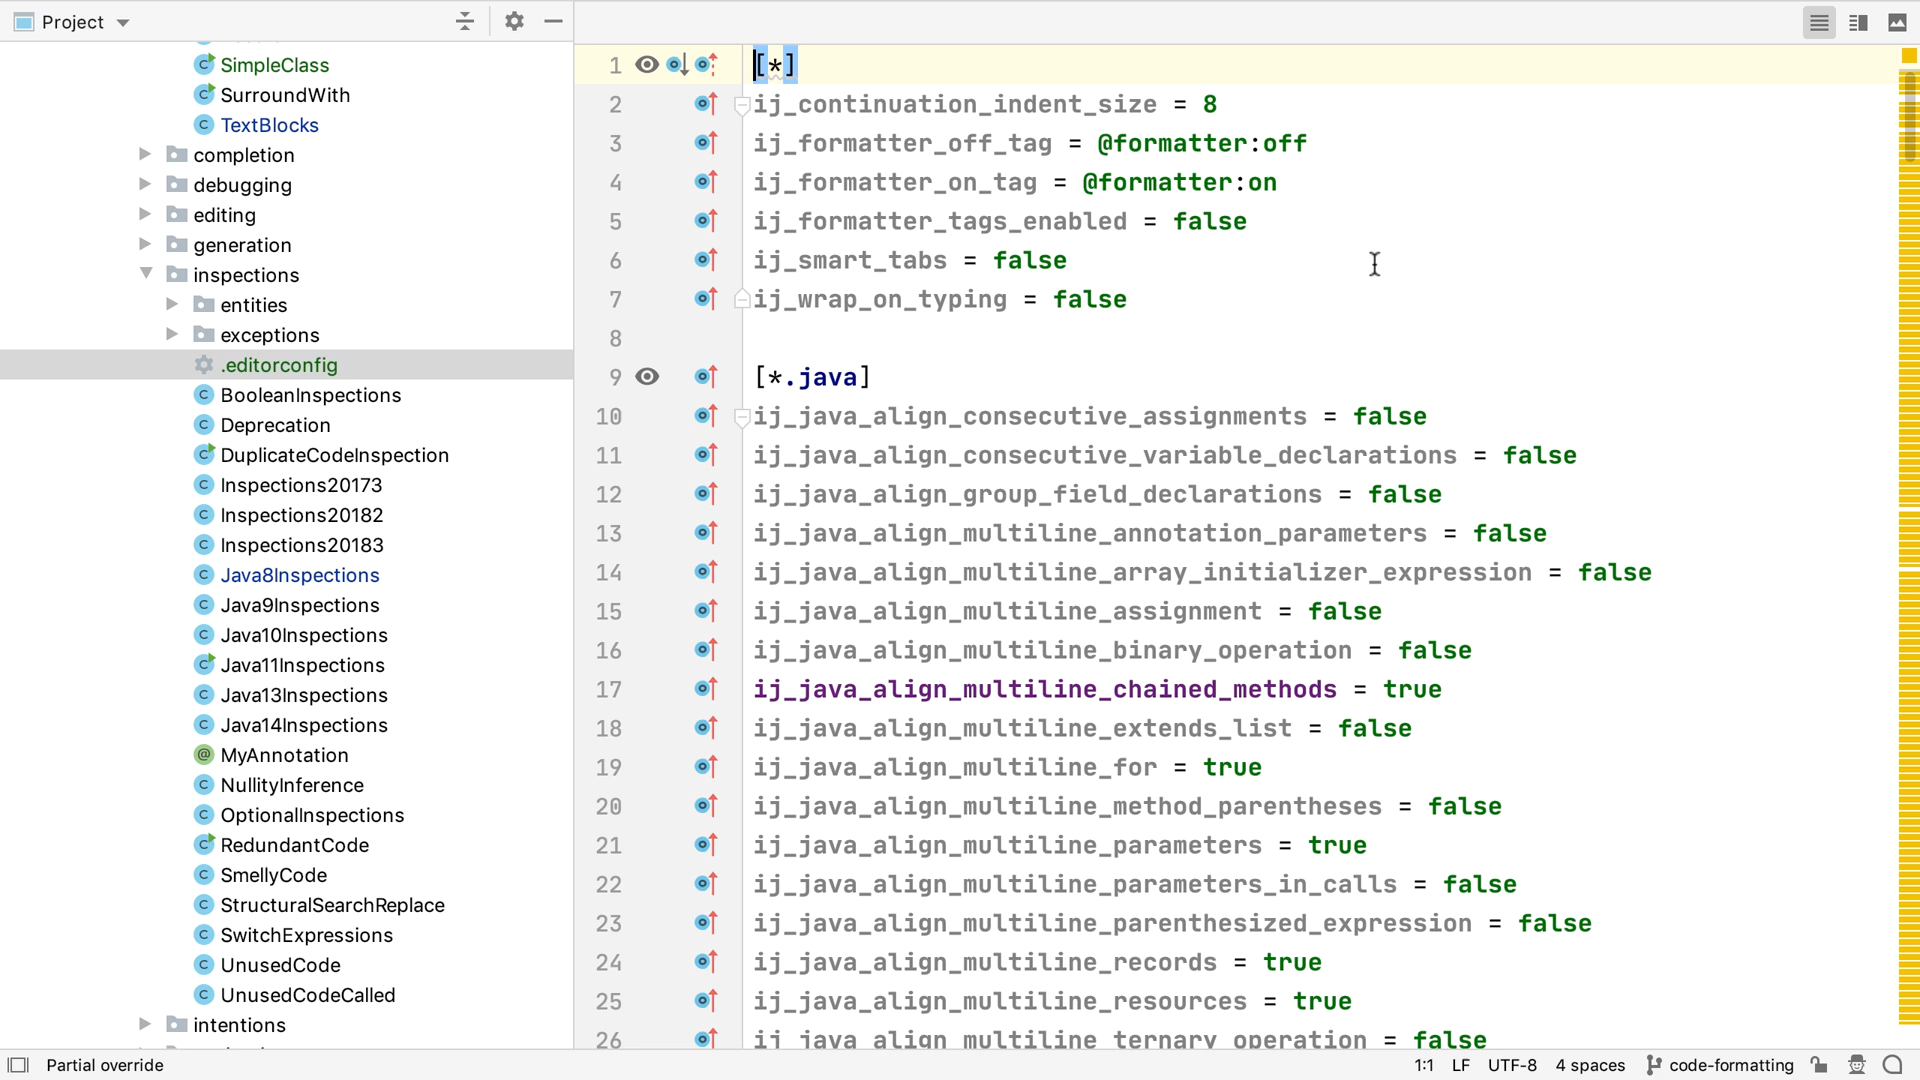 Project
SimpleClass
SurroundWith
TextBlocks
completion
debugging
editing
generation
inspections
entities
exceptions
.editorconfig
BooleanInspections
Deprecation
DuplicateCodeInspection
Inspections20173
Inspections20182
Inspections20183
Java8Inspections
Java9Inspections
Java10Inspections
Java11Inspections
Java13Inspections
Java14Inspections
MyAnnotation
NullityInference
OptionalInspections
RedundantCode
SmellyCode
StructuralSearchReplace
SwitchExpressions
UnusedCode
UnusedCodeCalled
intentions
1 [*]
2 ij_continuation_indent_size = 8
3 ij_formatter_off_tag = @formatter:off
4 ij_formatter_on_tag = @formatter:on
5 ij_formatter_tags_enabled = false
6 ij_smart_tabs = false
7 ij_wrap_on_typing = false
8
9 [*.java]
10 ij_java_align_consecutive_assignments = false
11 ij_java_align_consecutive_variable_declarations = false
12 ij_java_align_group_field_declarations = false
13 ij_java_align_multiline_annotation_parameters = false
14 ij_java_align_multiline_array_initializer_expression = false
15 ij_java_align_multiline_assignment = false
16 ij_java_align_multiline_binary_operation = false
17 ij_java_align_multiline_chained_methods = true
18 ij_java_align_multiline_extends_list = false
19 ij_java_align_multiline_for = true
20 ij_java_align_multiline_method_parentheses = false
21 ij_java_align_multiline_parameters = true
22 ij_java_align_multiline_parameters_in_calls = false
23 ij_java_align_multiline_parenthesized_expression = false
24 ij_java_align_multiline_records = true
25 ij_java_align_multiline_resources = true
26 ij_java_align_multiline_ternary_operation = false
Partial override 1:1 LF UTF-8 4 spaces code-formatting